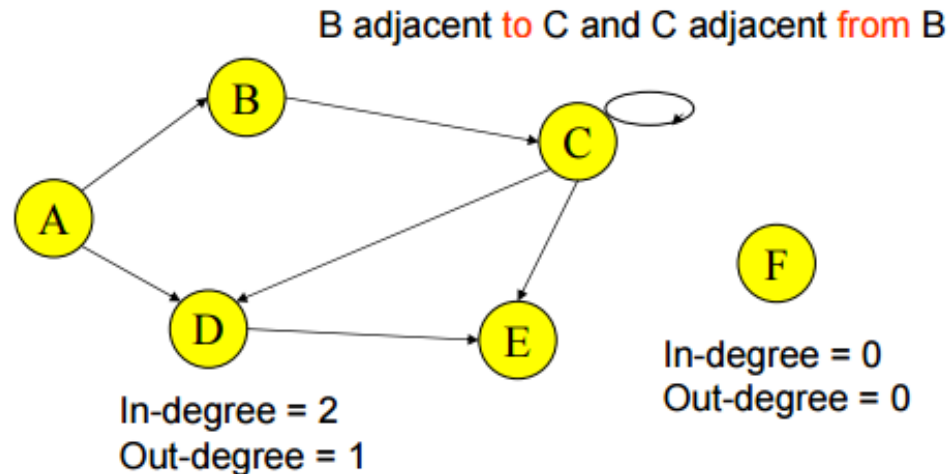 B adjacent to C and C adjacent from B
B
C
A
F
D
E
In-degree = 0
Out-degree = 0
In-degree = 2
Out-degree = 1